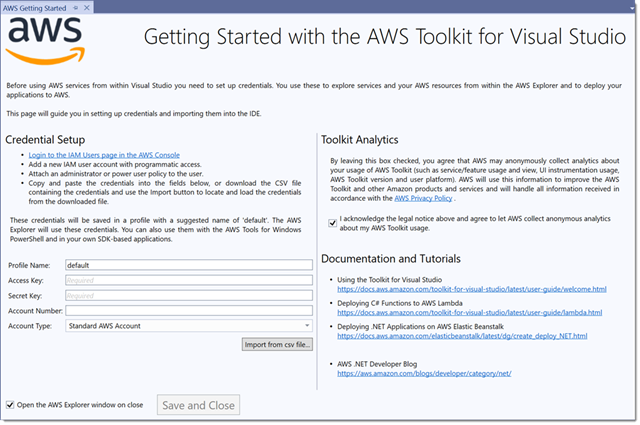 AWS Getting Started
aws
Getting Started with the AWS Toolkit for Visual Studio
Before using AWS services from within Visual Studio you need to set up credentials. You use these to explore services and your AWS resources from within the AWS Explorer and to deploy your
applications to AWS.
This page will guide you in setting up credentials and importing them into the IDE.
Credential Setup
• Login to the IAM Users page in the AWS Console
• Add a new IAM user account with programmatic access.
• Attach an administrator or power user policy to the user.
• Copy and paste the credentials into the fields below, or download the CSV file
containing the credentials and use the Import button to locate and load the credentials
from the downloaded file.
These credentials will be saved in a profile with a suggested name of 'default'. The AWS
Explorer will use these credentials. You can also use them with the AWS Tools for Windows
PowerShell and in your own SDK-based applications.
Profile Name: default
Access Key: Required
Secret Key: Required
Account Number:
Account Type: Standard AWS Account
Import from csv file...
Open the AWS Explorer window on close
Save and Close
Toolkit Analytics
By leaving this box checked, you agree that AWS may anonymously collect analytics about
your usage of AWS Toolkit (such as service/feature usage and view, UI instrumentation usage,
AWS Toolkit version and user platform). AWS will use this information to improve the AWS
Toolkit and other Amazon products and services and will handle all information received in
accordance with the AWS Privacy Policy .
I acknowledge the legal notice above and agree to let AWS collect anonymous analytics
about my AWS Toolkit usage.
Documentation and Tutorials
• Using the Toolkit for Visual Studio
https://docs.aws.amazon.com/toolkit-for-visual-studio/latest/user-guide/welcome.html
• Deploying C# Functions to AWS Lambda
https://docs.aws.amazon.com/toolkit-for-visual-studio/latest/user-guide/lambda.html
• Deploying .NET Applications on AWS Elastic Beanstalk
https://docs.aws.amazon.com/elasticbeanstalk/latest/dg/create_deploy_NET.html
• AWS .NET Developer Blog
https://aws.amazon.com/blogs/developer/category/net/